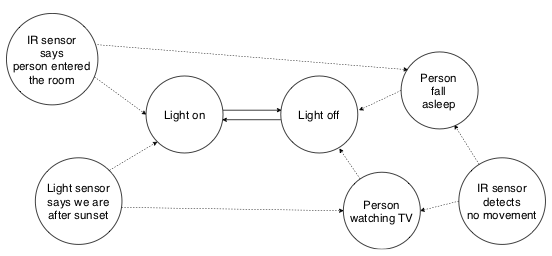 IR sensor
says
person entered
the room
Light on
Light off
Person
fall
asleep
Light sensor
says we are
after sunset
Person
watching TV
IR sensor
detects
no movement